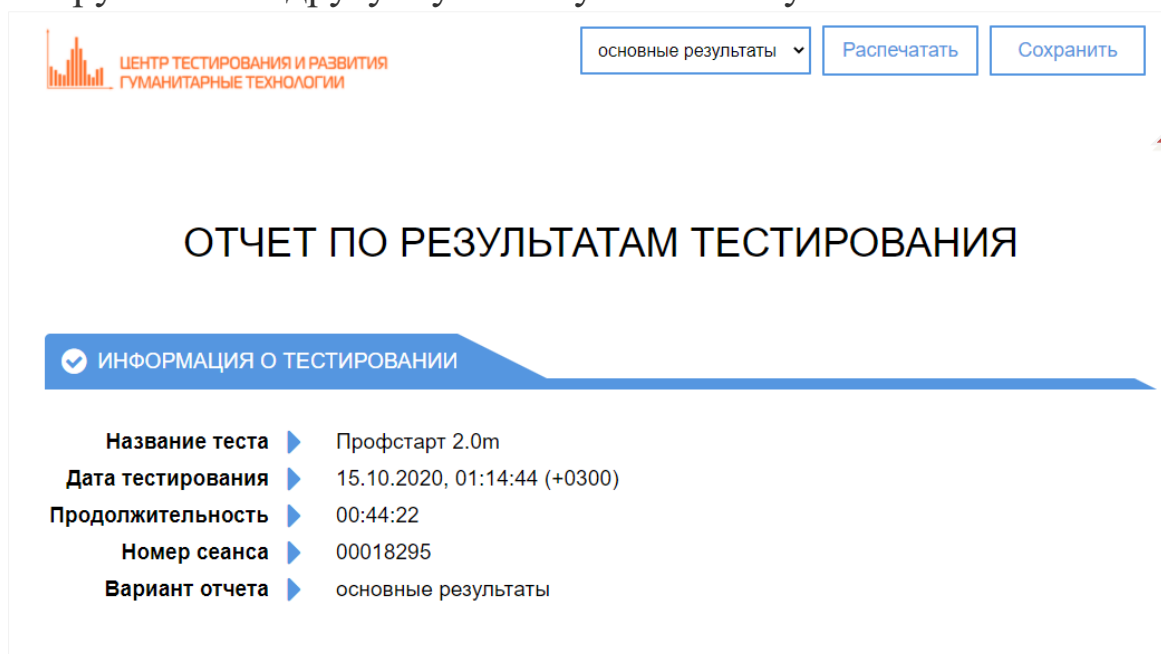 основные результаты
Распечатать
Сохранить
ЦЕНТР ТЕСТИРОВАНИЯ И РАЗВИТИЯ
ГУМАНИТАРНЫЕ ТЕХНОЛОГИИ
ОТЧЕТ ПО РЕЗУЛЬТАТАМ ТЕСТИРОВАНИЯ
ИНФОРМАЦИЯ О ТЕСТИРОВАНИИ
Название теста Профстарт 2.0m
Дата тестирования 15.10.2020, 01:14:44 (+0300)
Продолжительность 00:44:22
Номер сеанса 00018295
Вариант отчета основные результаты